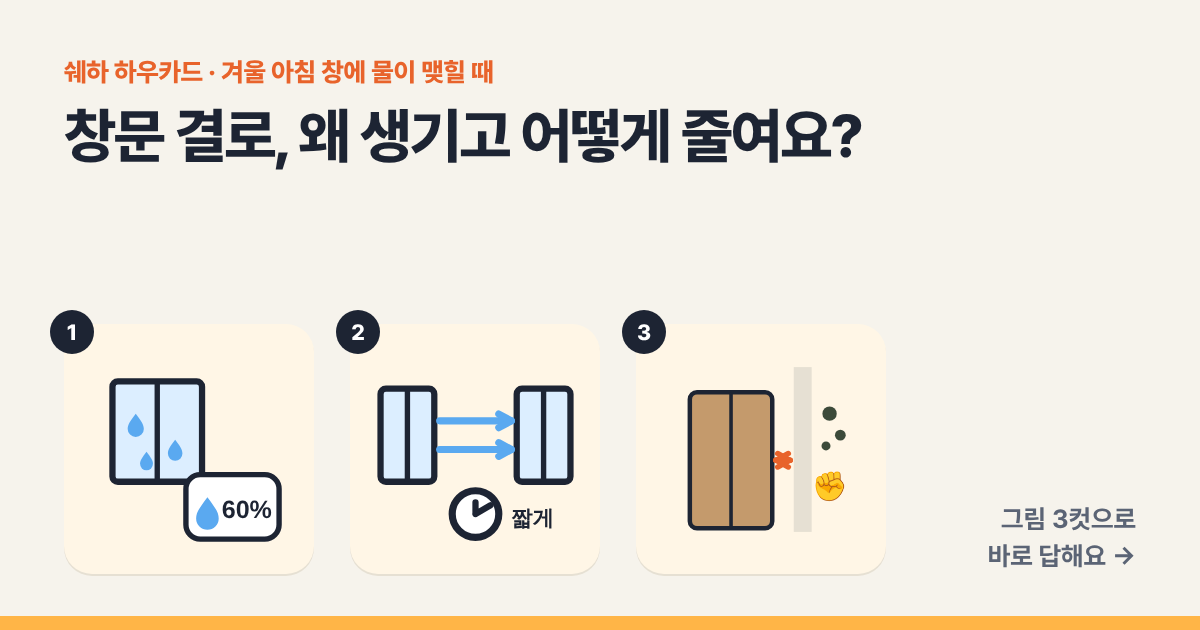 쉐하 하우카드 · 겨울 아침 창에 물이 맺힐 때
창문 결로, 왜 생기고 어떻게 줄여요?
1
2
3
60%
짧게
그림 3컷으로
바로 답해요 →